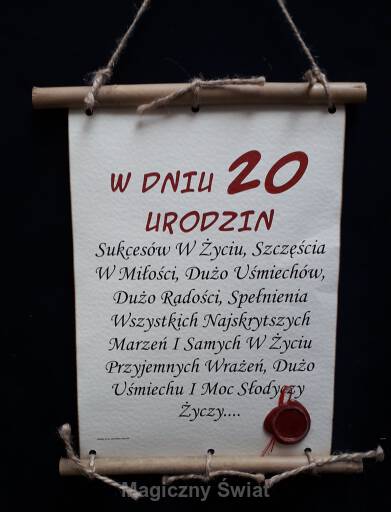 W DNIU 20
URODZIN
Sukcesów W Życiu, Szczęścia
W Miłości, Dużo Uśmiechów,
Dużo Radości, Spełnienia
Wszystkich Najskrytszych
Marzeń I Samych W Życiu
Przyjemnych Wrażeń, Dużo
Uśmiechu I Moc Słodyczy
Życzy....
Magiczny Świat